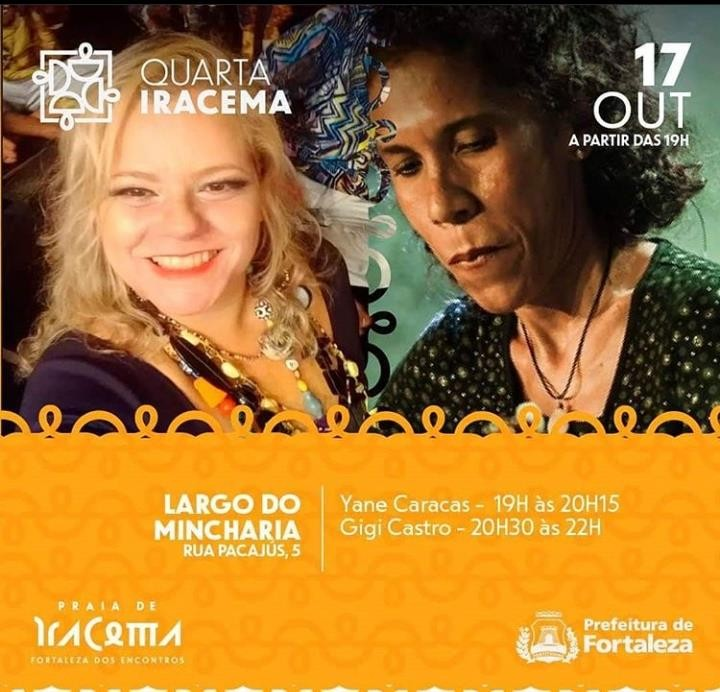 QUARTA
IRACEMA
17
OUT
A PARTIR DAS 19H
LARGO DO
MINCHARIA
RUA PACAJÚS, 5
Yane Caracas - 19H às 20H15
Gigi Castro - 20H30 às 22H
PRAIA DE
IRACEMA
FORTALEZA DOS ENCONTROS
Prefeitura de
Fortaleza